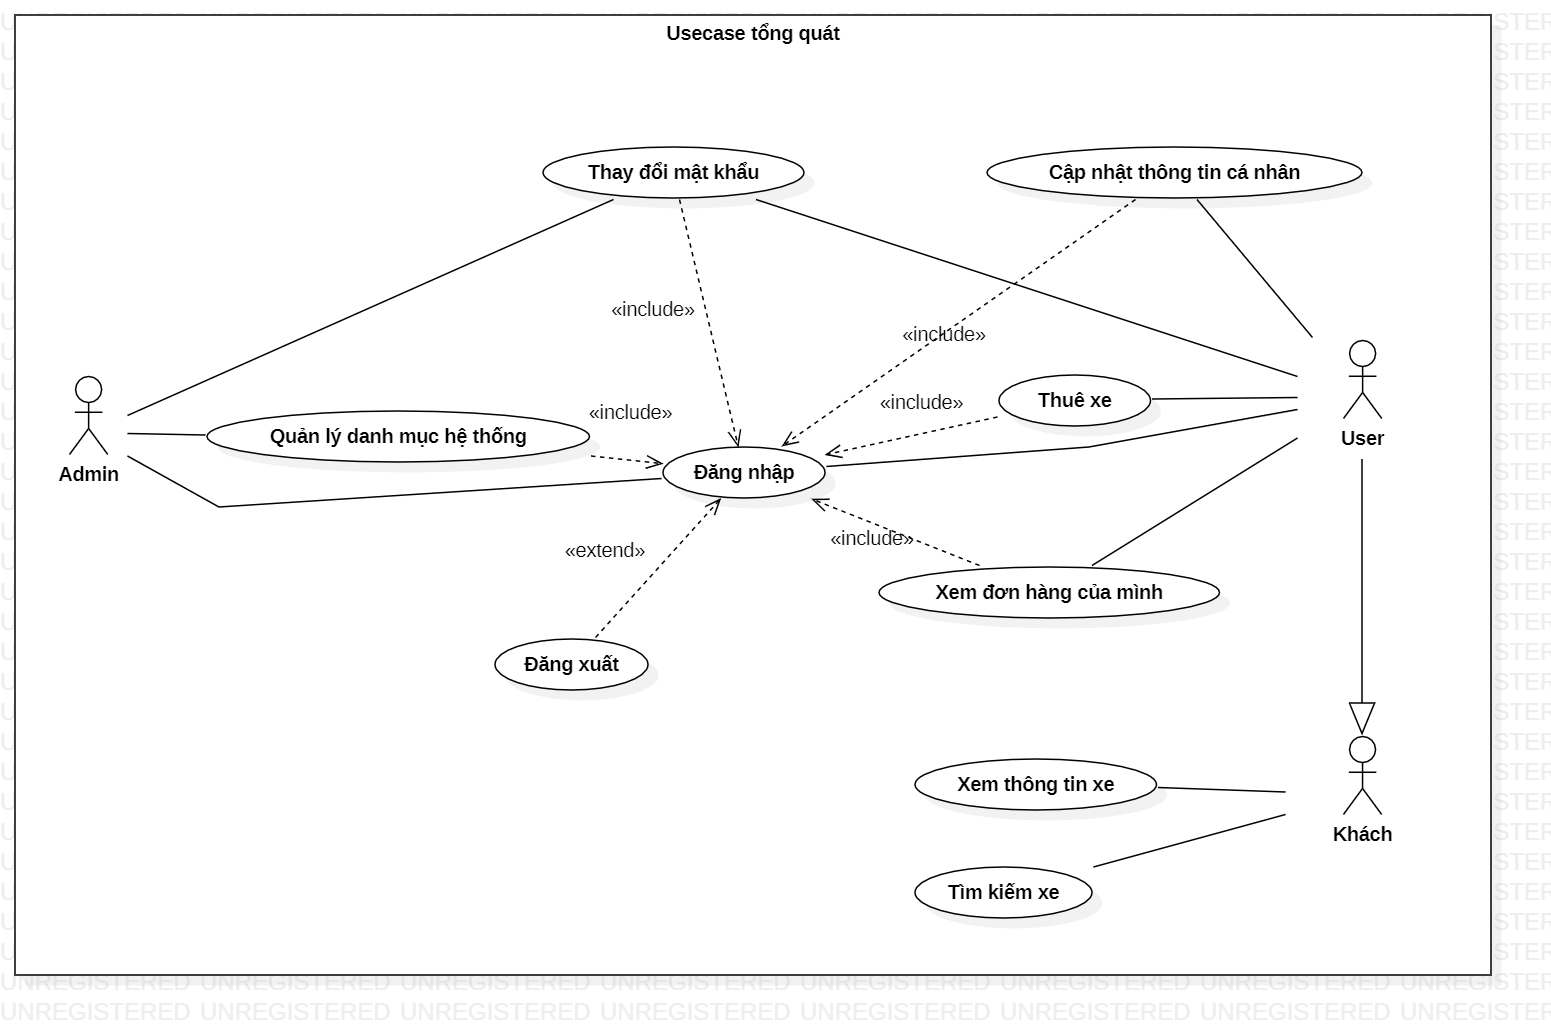 Usecase tổng quát
Thay đổi mật khẩu
Cập nhật thông tin cá nhân
«include»
«include»
«include»
Thuê xe
«include»
Quản lý danh mục hệ thống
User
Admin
Đăng nhập
«include»
«extend»
Xem đơn hàng của mình
Đăng xuất
Xem thông tin xe
Khách
Tìm kiếm xe
UNREGISTERED UNREGISTERED UNREGISTERED UNREGISTERED UNREGISTERED UNREGISTERED UNREGISTERED UNREGISTER
UNREGISTERED UNREGISTERED UNREGISTERED UNREGISTERED UNREGISTERED UNREGISTERED UNREGISTERED UNREGISTER